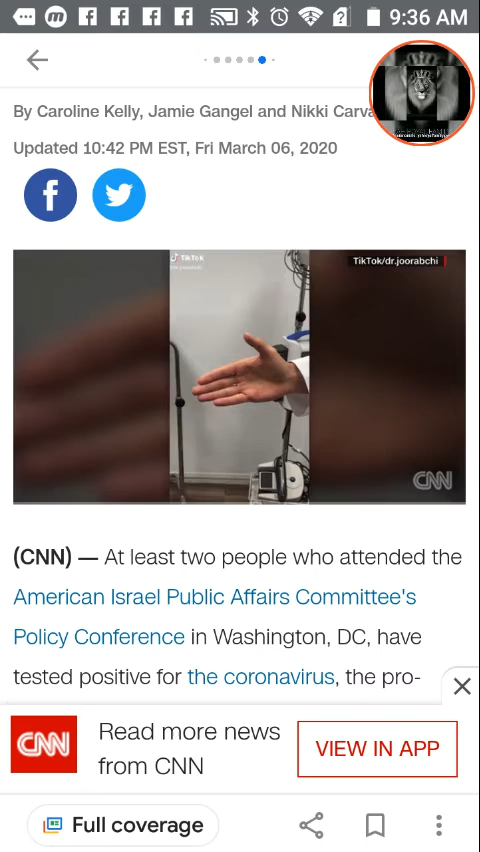 9:36 AM
By Caroline Kelly, Jamie Gangel and Nikki
Updated 10:42 PM EST, Fri March 06, 2020
TikTok
TikTok/dr.joorabchi
CNN
(CNN) — At least two people who attended the
American Israel Public Affairs Committee's
Policy Conference in Washington, DC, have
tested positive for the coronavirus, the pro-
CNN
Read more news
from CNN
VIEW IN APP
Full coverage